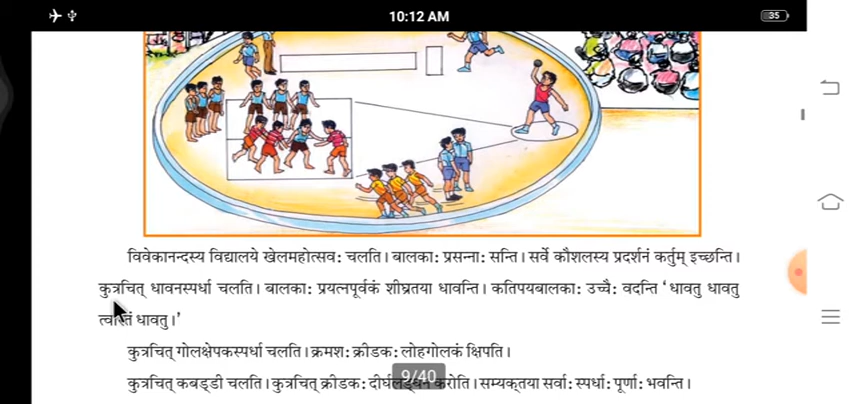 10:12 AM
35
विवेकानन्दस्य विद्यालये खेलमहोत्सव: चलति। बालका: प्रसन्ना: सन्ति। सर्वे कौशलस्य प्रदर्शनं कर्तुम् इच्छन्ति।
कुत्रचित् धावनस्पर्धा चलति। बालका: प्रयत्नपूर्वकं शीघ्रतया धावन्ति। कतिपयबालका: उच्चै: वदन्ति ‘धावतु धावतु
त्वरितं धावतु।’
कुत्रचित् गोलक्षेपकस्पर्धा चलति। क्रमश: क्रीडक: लोहगोलकं क्षिपति।
कुत्रचित् कबड्डी चलति। कुत्रचित् क्रीडक: करोति। सम्यक्तया सर्वा: स्पर्धा: पूर्णा: भवन्ति।
9/40